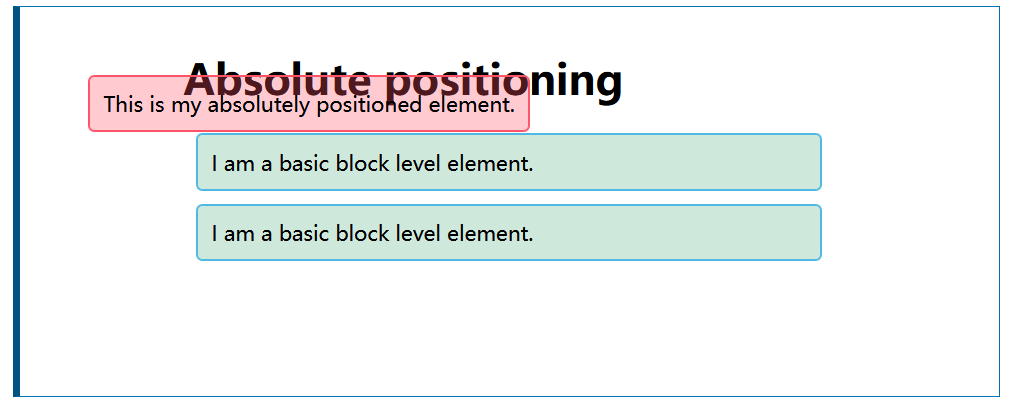 Absolute positioning
This is my absolutely positioned element.
I am a basic block level element.
I am a basic block level element.